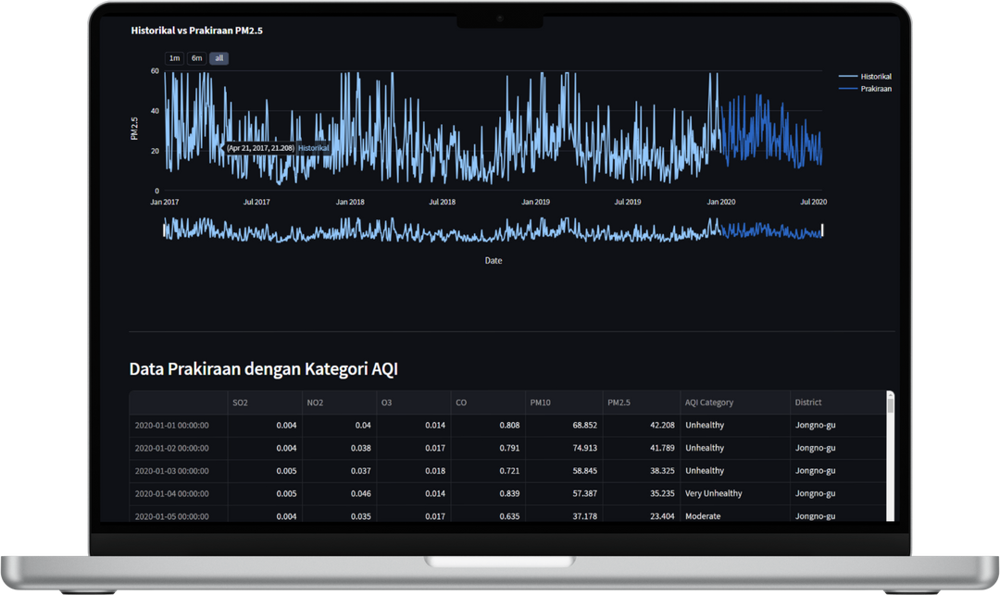 Historikal vs Prakiraan PM2.5
1m 6m all
60
40
20
0
PM2.5
(Apr 21, 2017, 21.208) Historikal
Historikal
Prakiraan
Jan 2017 Jul 2017 Jan 2018 Jul 2018 Jan 2019 Jul 2019 Jan 2020 Jul 2020
Date
Data Prakiraan dengan Kategori AQI
SO2 NO2 O3 CO PM10 PM2.5 AQI Category District
2020-01-01 00:00:00 0.004 0.04 0.014 0.808 68.852 42.208 Unhealthy Jongno-gu
2020-01-02 00:00:00 0.004 0.038 0.017 0.791 74.913 41.789 Unhealthy Jongno-gu
2020-01-03 00:00:00 0.005 0.037 0.018 0.721 58.845 38.325 Unhealthy Jongno-gu
2020-01-04 00:00:00 0.005 0.046 0.014 0.839 57.387 35.235 Very Unhealthy Jongno-gu
2020-01-05 00:00:00 0.004 0.035 0.017 0.635 37.178 23.404 Moderate Jongno-gu